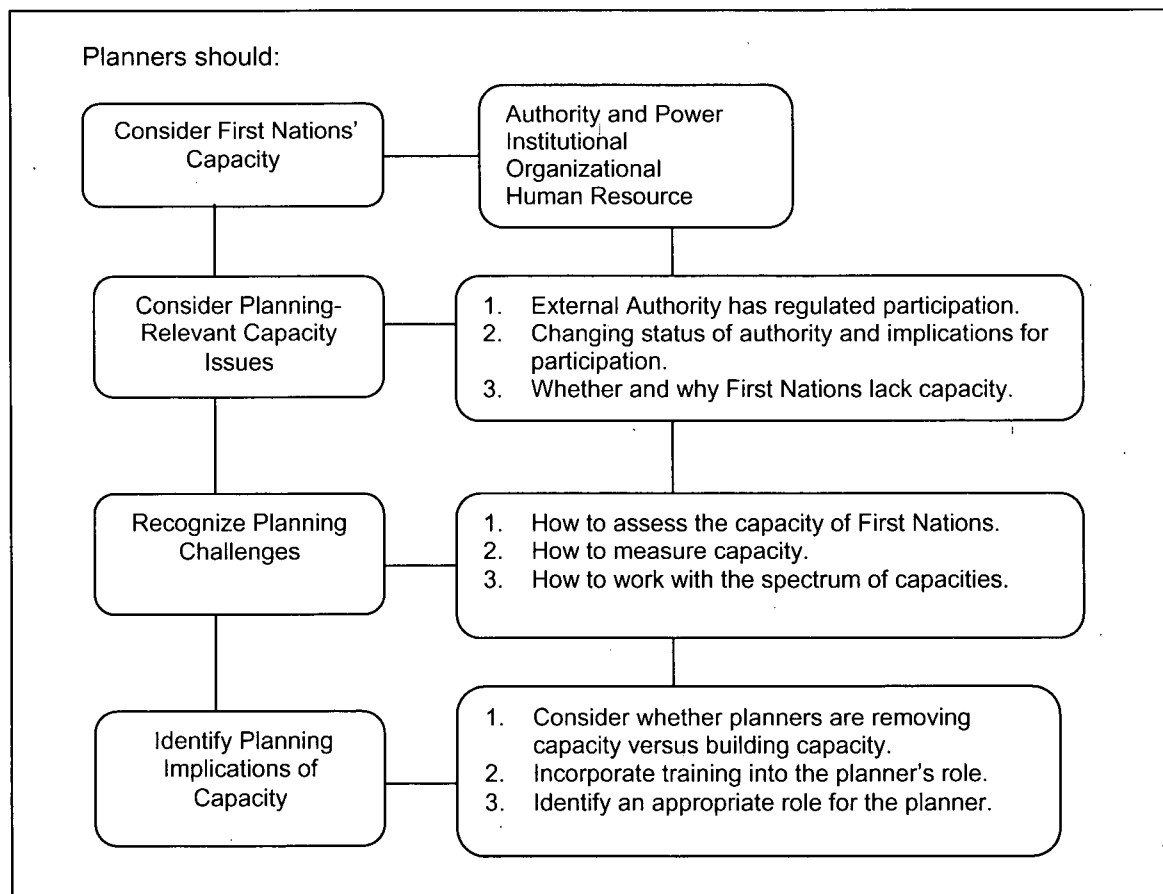 Planners should:
Consider First Nations'
Capacity
Authority and Power
Institutional
Organizational
Human Resource
Consider Planning-
Relevant Capacity
Issues
1. External Authority has regulated participation.
2. Changing status of authority and implications for
participation.
3. Whether and why First Nations lack capacity.
Recognize Planning
Challenges
1. How to assess the capacity of First Nations.
2. How to measure capacity.
3. How to work with the spectrum of capacities.
Identify Planning
Implications of
Capacity
1. Consider whether planners are removing
capacity versus building capacity.
2. Incorporate training into the planner's role.
3. Identify an appropriate role for the planner.